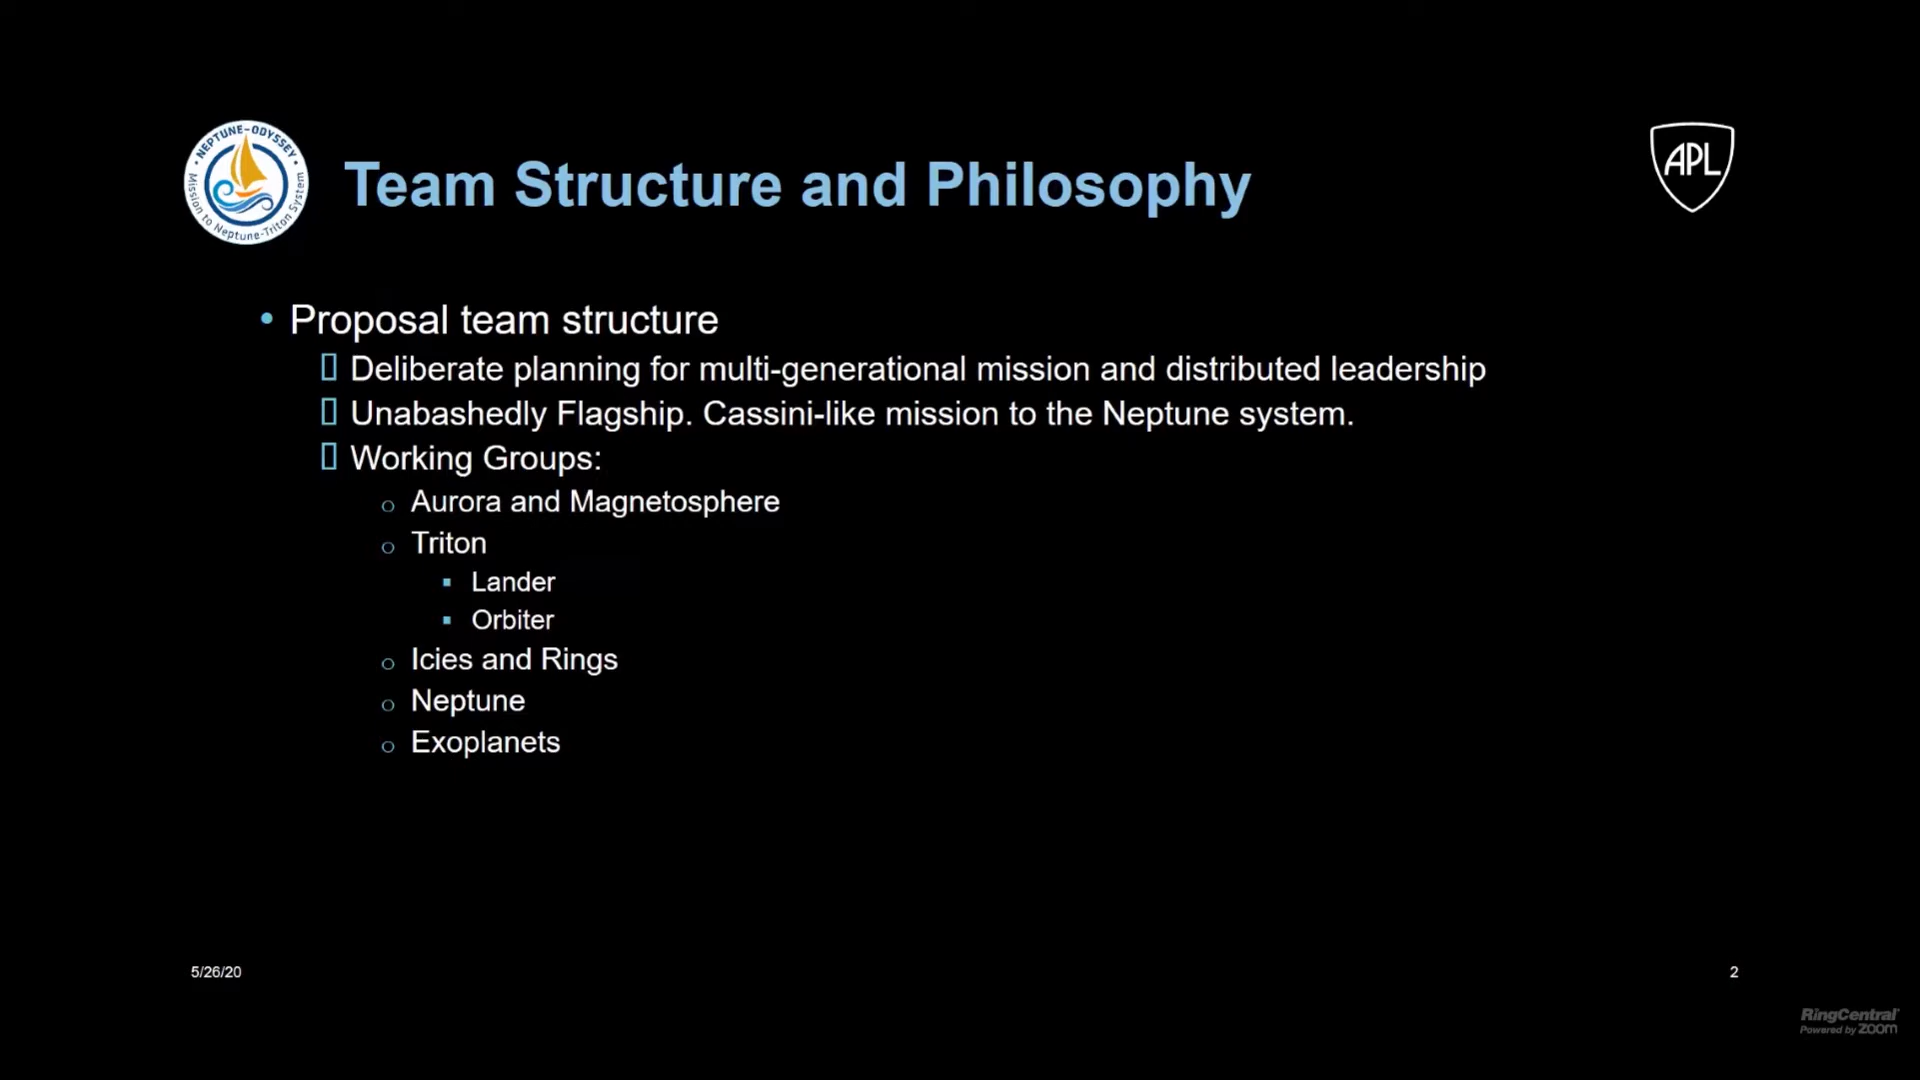 • NEPTUNE-ODYSSEY •
Mission to Neptune-Triton System
Team Structure and Philosophy
APL
• Proposal team structure
Deliberate planning for multi-generational mission and distributed leadership
Unabashedly Flagship. Cassini-like mission to the Neptune system.
Working Groups:
o Aurora and Magnetosphere
o Triton
▪ Lander
▪ Orbiter
o Icies and Rings
o Neptune
o Exoplanets
5/26/20
2
RingCentral
Powered by zoom